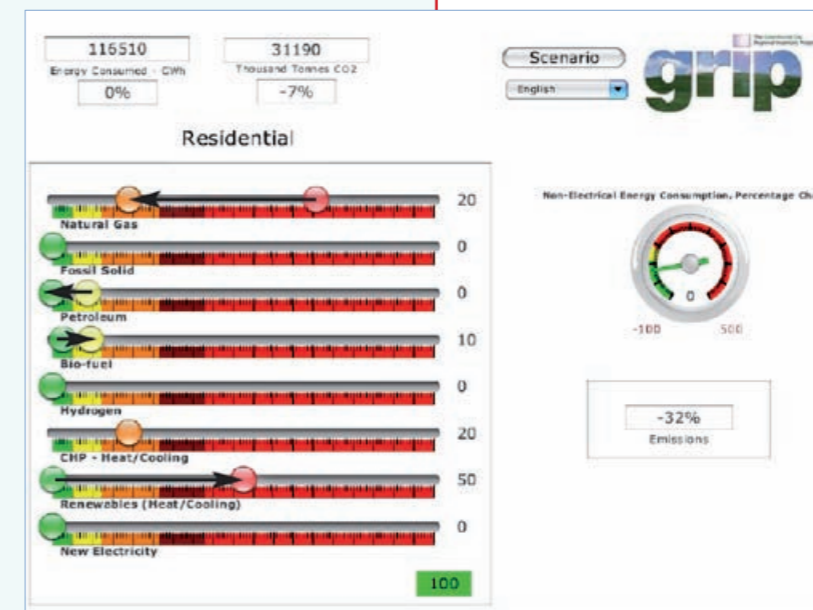 116510
Energy Consumed - GWh
0%
31190
Thousand Tonnes CO2
-7%
Scenario
English
grip
Residential
Natural Gas
20
Fossil Solid
0
Petroleum
0
Bio-fuel
10
Hydrogen
0
CHP - Heat/Cooling
20
Renewables (Heat/Cooling)
50
New Electricity
0
100
Non-Electrical Energy Consumption, Percentage Cha
0
-100
500
-32%
Emissions